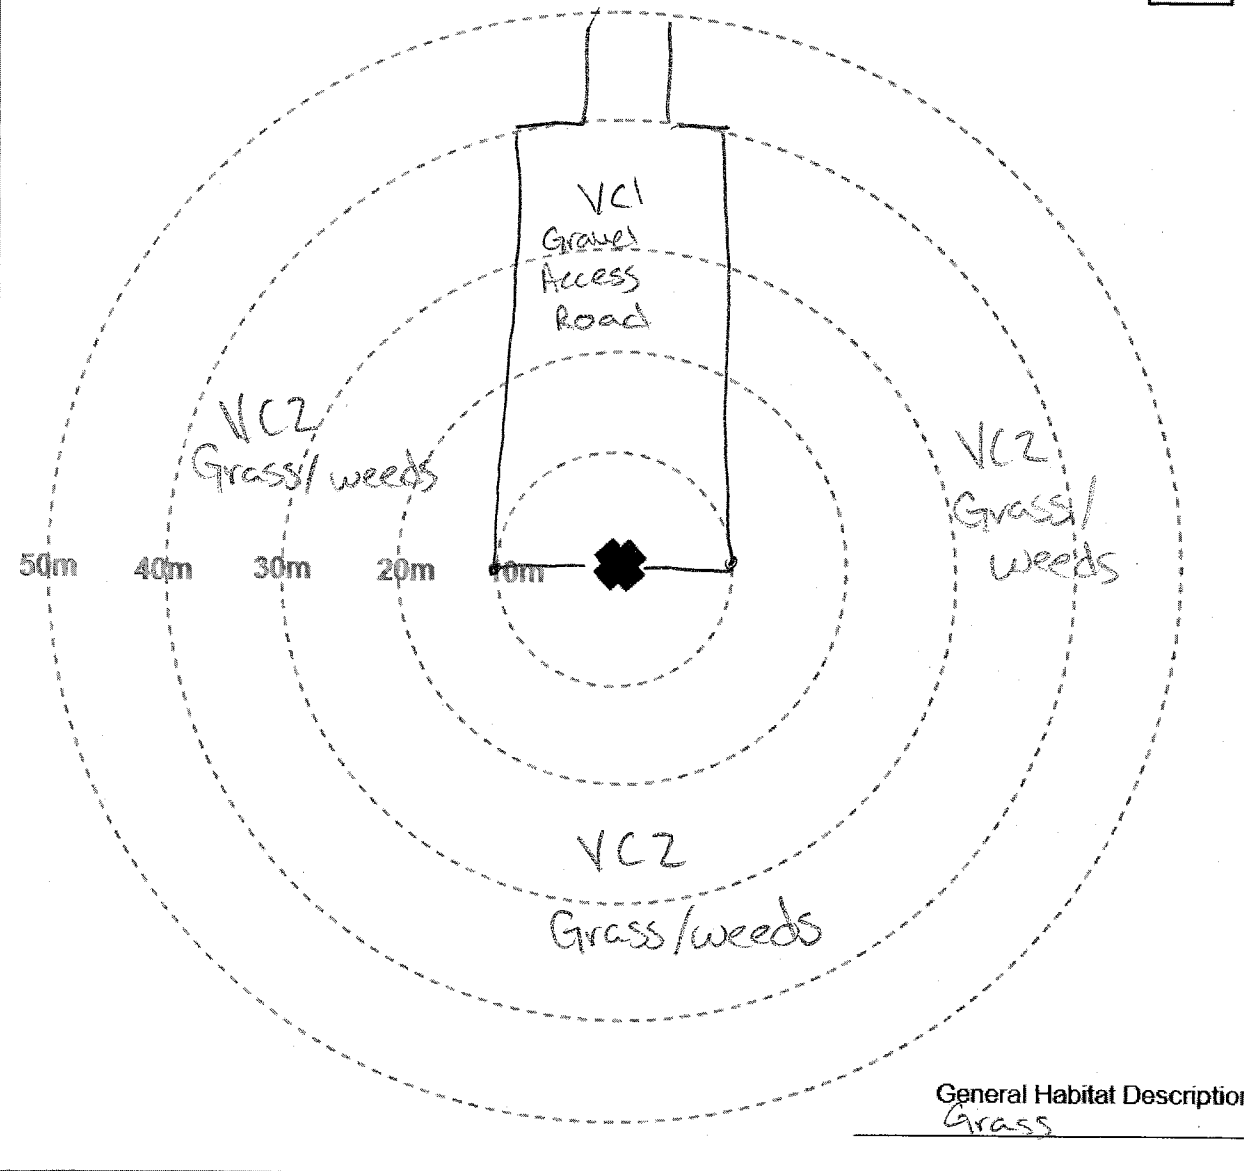 VC1
Gravel
Access
Road
VC2
Grass/weeds
VC2
Grass/
weeds
50m 40m 30m 20m 10m
VC2
Grass/weeds
General Habitat Description
Grass